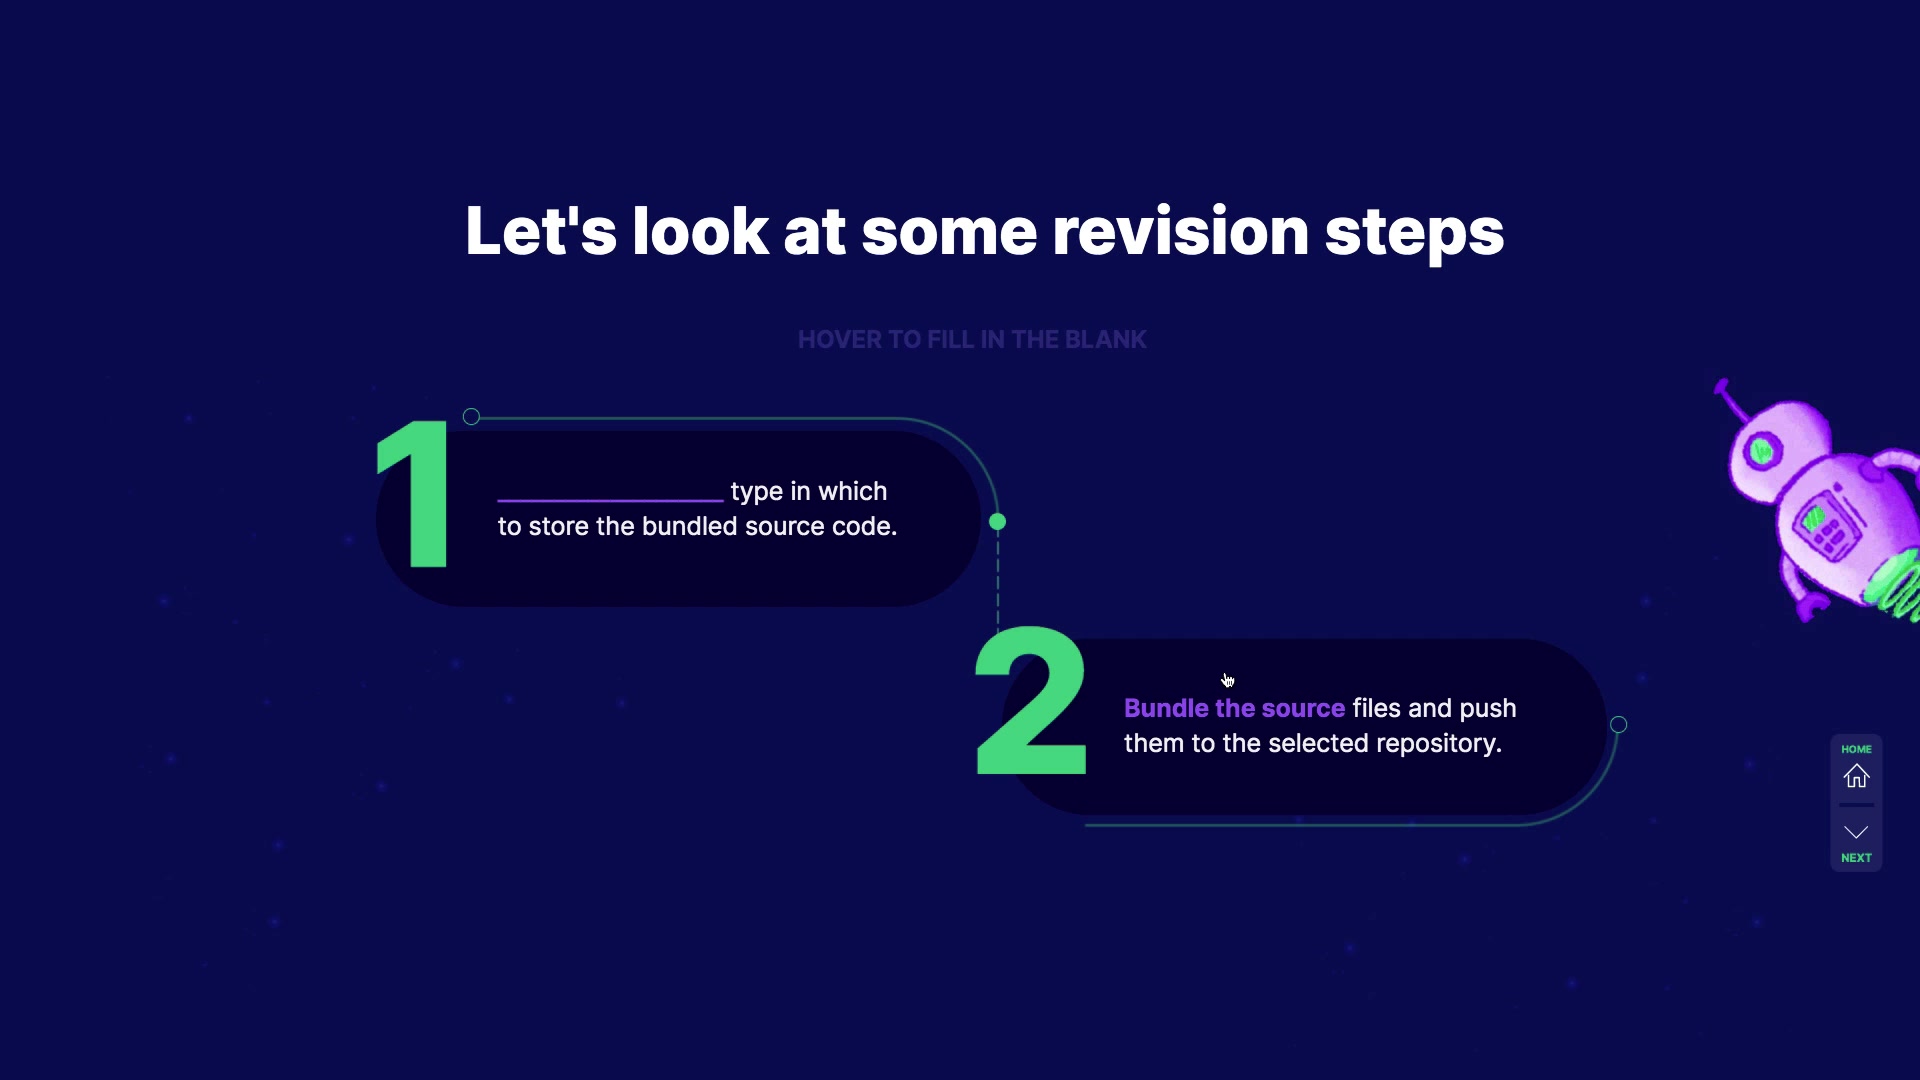 Let's look at some revision steps
HOVER TO FILL IN THE BLANK
1
type in which
to store the bundled source code.
2
Bundle the source files and push
them to the selected repository.
HOME
NEXT